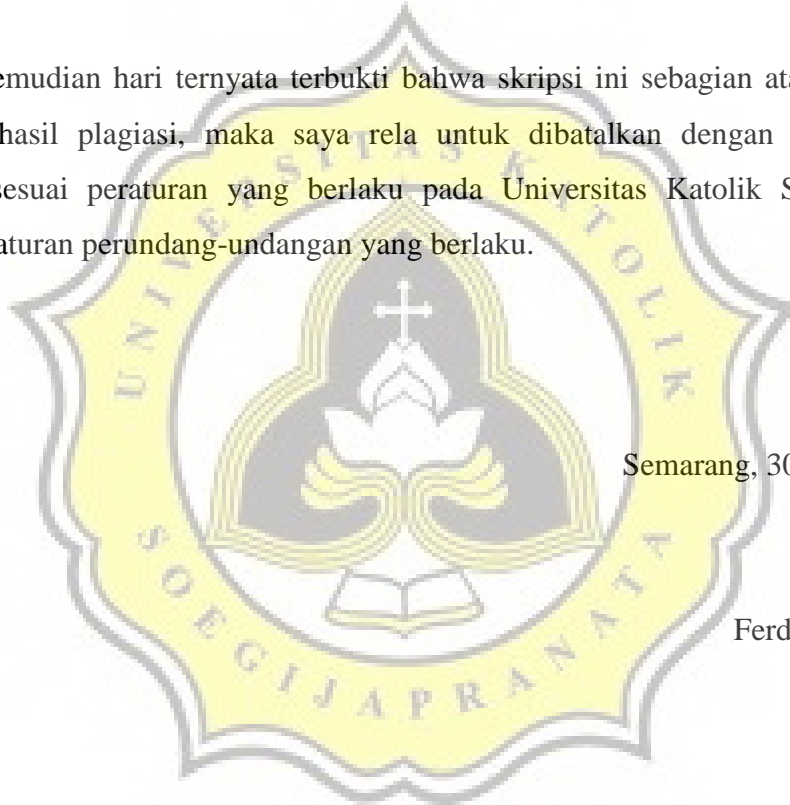 emudian hari ternyata terbukti bahwa skripsi ini sebagian ata
hasil plagiasi, maka saya rela untuk dibatalkan dengan
sesuai peraturan yang berlaku pada Universitas Katolik S
aturan perundang-undangan yang berlaku.
UNIVERSITAS KATOLIK
Semarang, 30
SOEGIJAPRANATA
Ferd